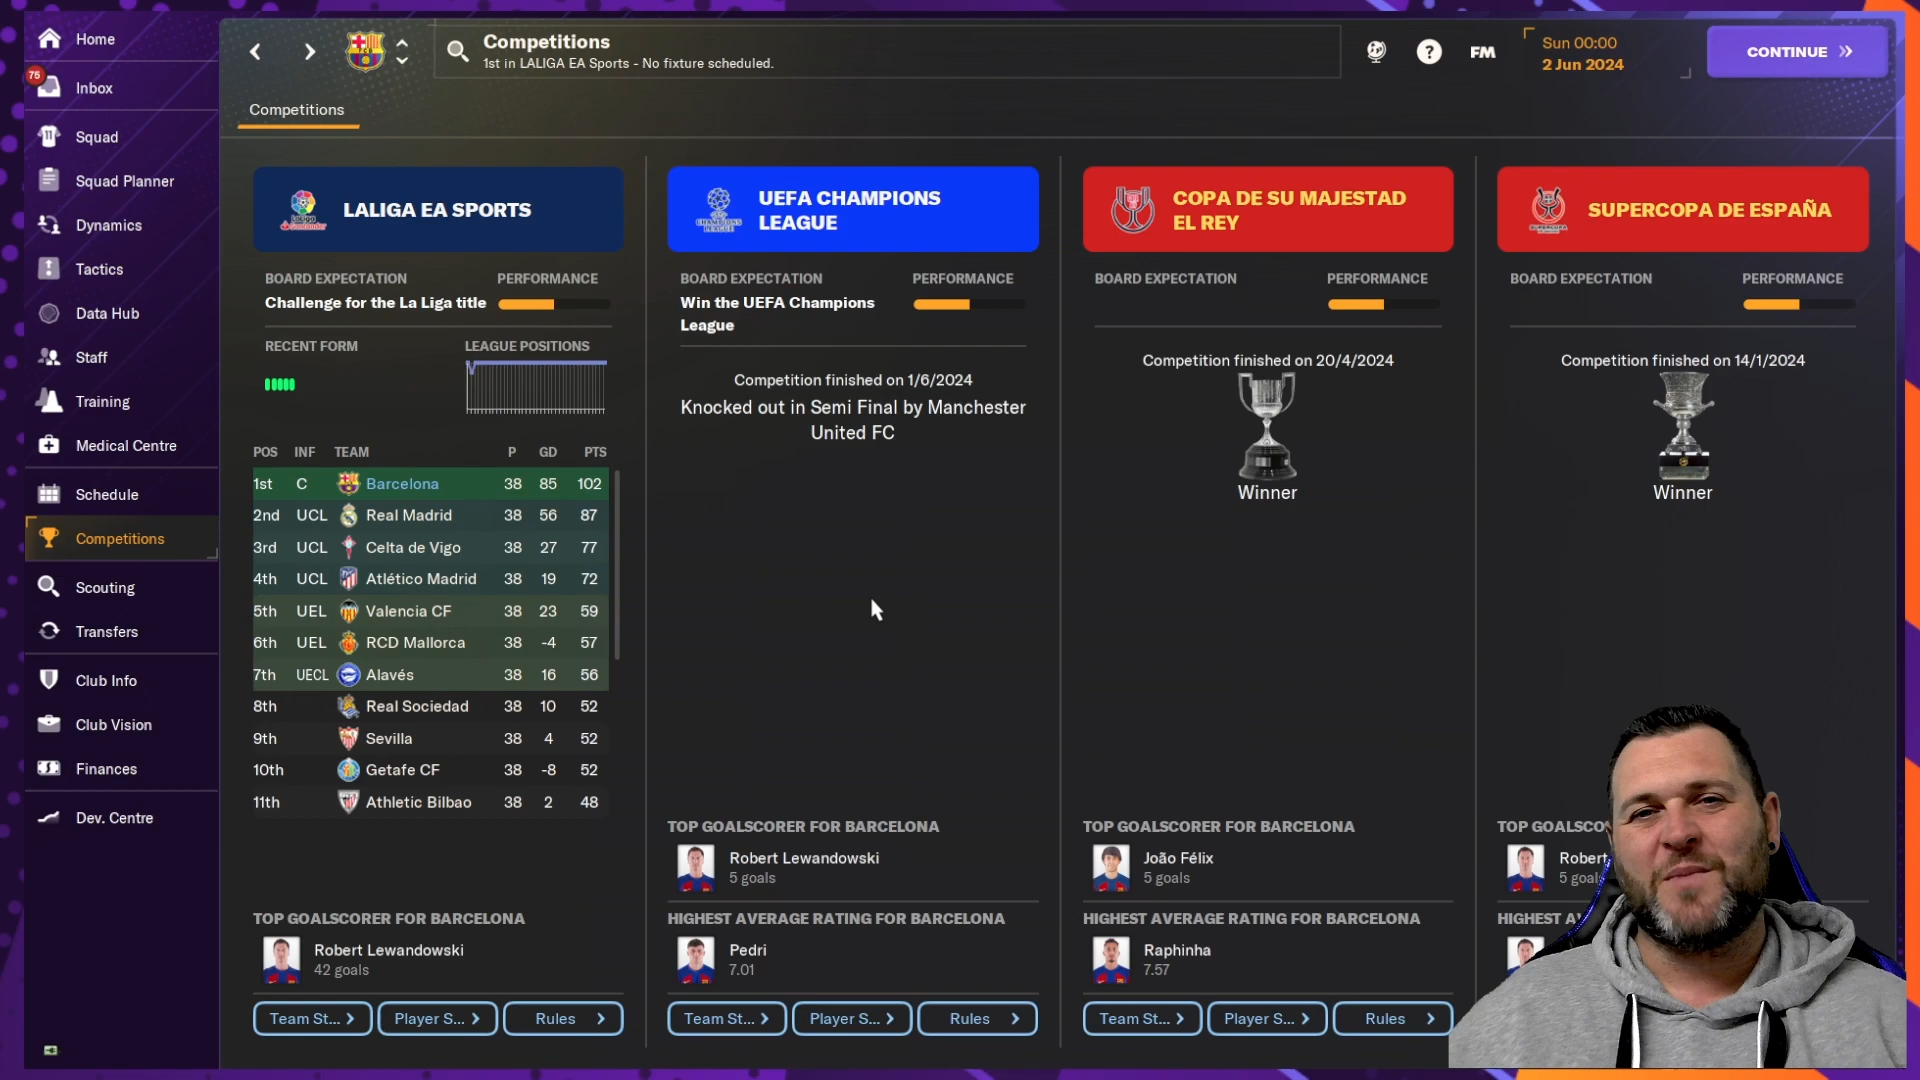 Home
75
Inbox
Squad
Squad Planner
Dynamics
Tactics
Data Hub
Staff
Training
Medical Centre
Schedule
Competitions
Scouting
Transfers
Club Info
Club Vision
Finances
Dev. Centre
Competitions
1st in LALIGA EA Sports - No fixture scheduled.
?
FM
Sun 00:00
2 Jun 2024
CONTINUE
Competitions
LALIGA EA SPORTS
BOARD EXPECTATION PERFORMANCE
Challenge for the La Liga title
RECENT FORM LEAGUE POSITIONS
POS INF TEAM P GD PTS
1st C Barcelona 38 85 102
2nd UCL Real Madrid 38 56 87
3rd UCL Celta de Vigo 38 27 77
4th UCL Atlético Madrid 38 19 72
5th UEL Valencia CF 38 23 59
6th UEL RCD Mallorca 38 -4 57
7th UECL Alavés 38 16 56
8th Real Sociedad 38 10 52
9th Sevilla 38 4 52
10th Getafe CF 38 -8 52
11th Athletic Bilbao 38 2 48
TOP GOALSCORER FOR BARCELONA
Robert Lewandowski
42 goals
Team St... Player S... Rules
UEFA CHAMPIONS
LEAGUE
BOARD EXPECTATION PERFORMANCE
Win the UEFA Champions
League
Competition finished on 1/6/2024
Knocked out in Semi Final by Manchester
United FC
TOP GOALSCORER FOR BARCELONA
Robert Lewandowski
5 goals
HIGHEST AVERAGE RATING FOR BARCELONA
Pedri
7.01
Team St... Player S... Rules
COPA DE SU MAJESTAD
EL REY
BOARD EXPECTATION PERFORMANCE
Competition finished on 20/4/2024
Winner
TOP GOALSCORER FOR BARCELONA
João Félix
5 goals
HIGHEST AVERAGE RATING FOR BARCELONA
Raphinha
7.57
Team St... Player S... Rules
SUPERCOPA DE ESPAÑA
BOARD EXPECTATION PERFORMANCE
Competition finished on 14/1/2024
Winner
TOP GOALSCO
Robert
5 goals
HIGHEST AV